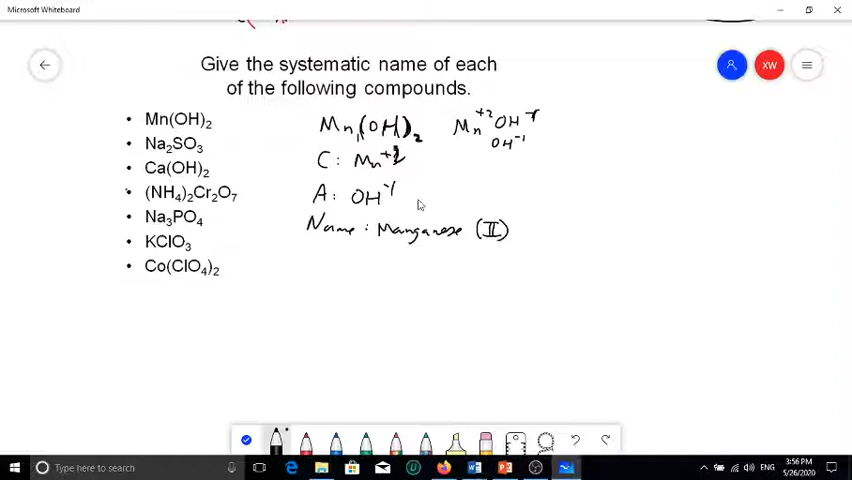 Microsoft Whiteboard
Give the systematic name of each
of the following compounds.
• Mn(OH)2
• Na2SO3
• Ca(OH)2
• (NH4)2Cr2O7
• Na3PO4
• KClO3
• Co(ClO4)2
Mn1(OH)2 Mn+2 OH-1
OH-1
C: Mn+2
A: OH-1
Name: Manganese (II)
XW
Type here to search
ENG
3:56 PM
5/26/2020